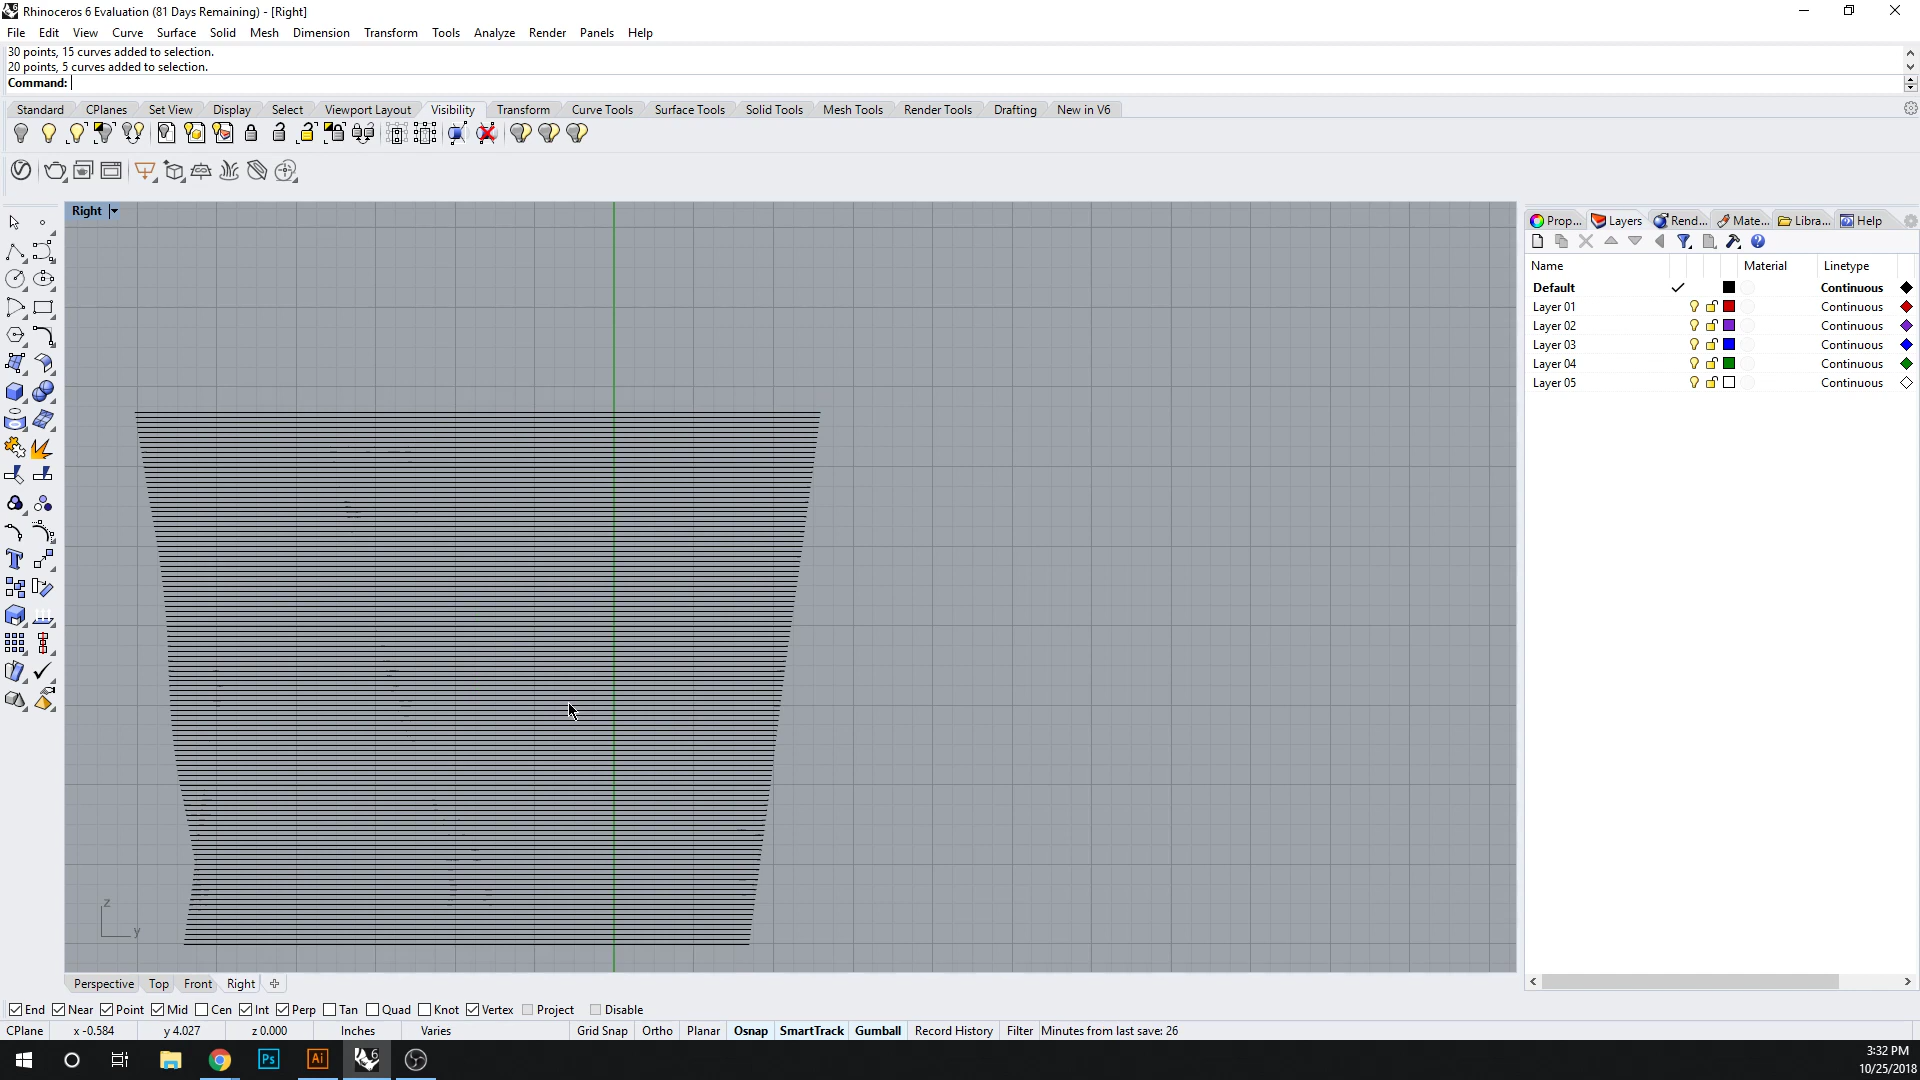 Rhinoceros 6 Evaluation (81 Days Remaining) - [Right]
File Edit View Curve Surface Solid Mesh Dimension Transform Tools Analyze Render Panels Help
30 points, 15 curves added to selection.
20 points, 5 curves added to selection.
Command:
Standard CPlanes Set View Display Select Viewport Layout Visibility Transform Curve Tools Surface Tools Solid Tools Mesh Tools Render Tools Drafting New in V6
Right
Prop... Layers Rend... Mate... Libra... Help
Name Material Linetype
Default Continuous
Layer 01 Continuous
Layer 02 Continuous
Layer 03 Continuous
Layer 04 Continuous
Layer 05 Continuous
z
y
Perspective Top Front Right
End Near Point Mid Cen Int Perp Tan Quad Knot Vertex Project Disable
CPlane x -0.584 y 4.027 z 0.000 Inches Varies Grid Snap Ortho Planar Osnap SmartTrack Gumball Record History Filter Minutes from last save: 26
Ps Ai 6
3:32 PM
10/25/2018